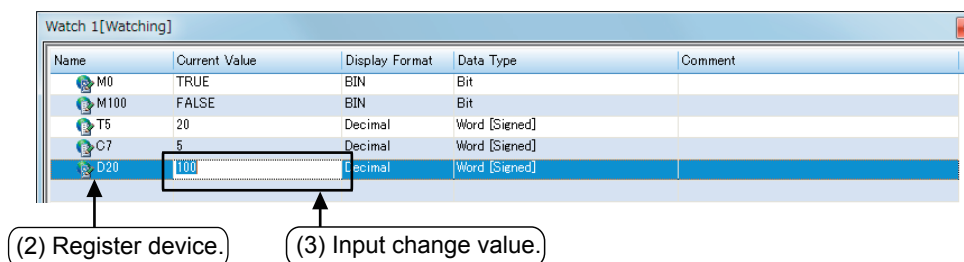 Watch 1[Watching]
Name Current Value Display Format Data Type Comment
M0 TRUE BIN Bit
M100 FALSE BIN Bit
T5 20 Decimal Word [Signed]
C7 5 Decimal Word [Signed]
D20 100 Decimal Word [Signed]
(2) Register device. (3) Input change value.